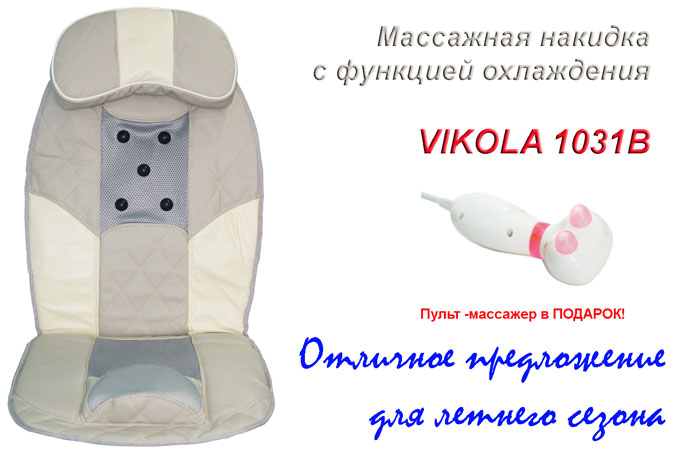 Массажная накидка
с функцией охлаждения
VIKOLA 1031B
Пульт -массажер в ПОДАРОК!
Отличное предложение
для летнего сезона